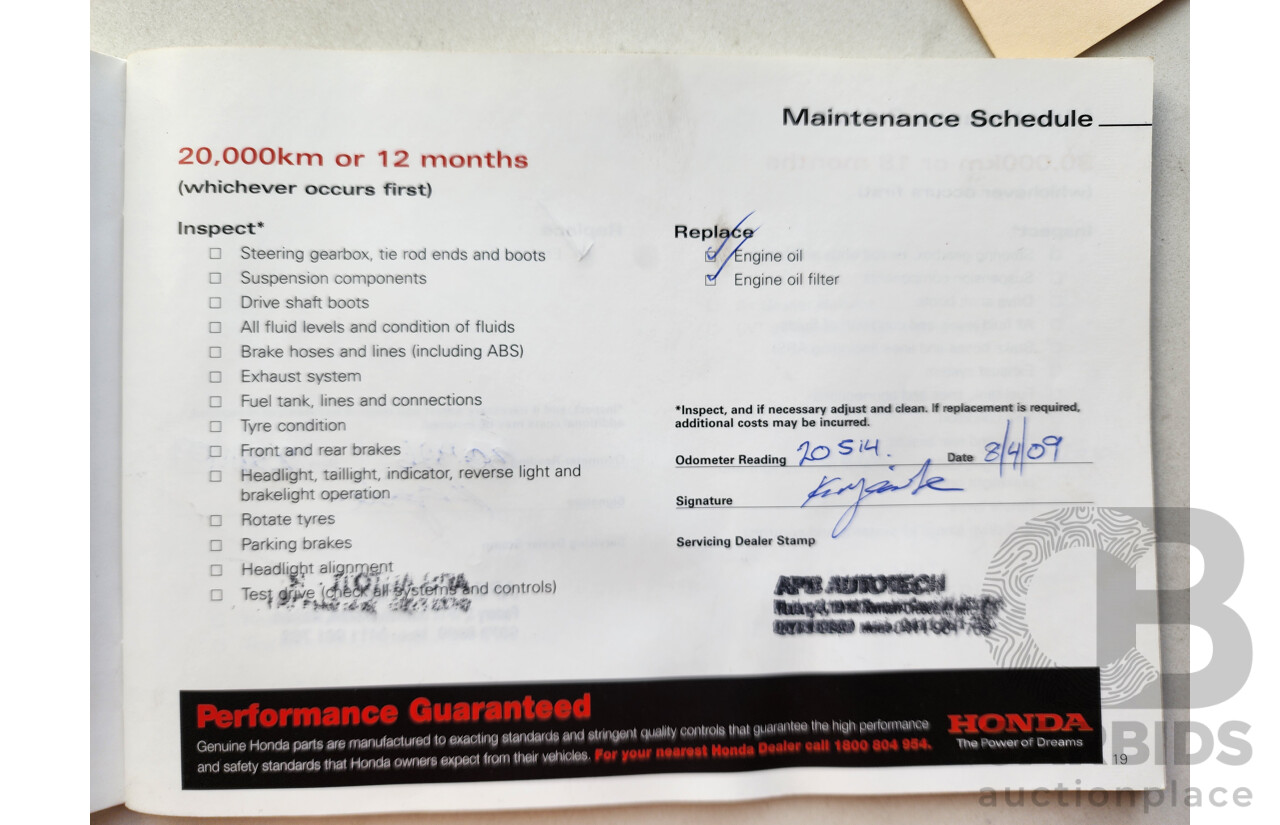 Maintenance Schedule
20,000km or 12 months
(whichever occurs first)
Inspect*
Steering gearbox, tie rod ends and boots
Suspension components
Drive shaft boots
All fluid levels and condition of fluids
Brake hoses and lines (including ABS)
Exhaust system
Fuel tank, lines and connections
Tyre condition
Front and rear brakes
Headlight, taillight, indicator, reverse light and
brakelight operation
Rotate tyres
Parking brakes
Headlight alignment
Test drive (check all systems and controls)
Replace
Engine oil
Engine oil filter
*Inspect, and if necessary adjust and clean. If replacement is required,
additional costs may be incurred.
Odometer Reading 20514. Date 8/4/09
Signature
Servicing Dealer Stamp
APB AUTOTECH
Performance Guaranteed
Genuine Honda parts are manufactured to exacting standards and stringent quality controls that guarantee the high performance
and safety standards that Honda owners expect from their vehicles. For your nearest Honda Dealer call 1800 804 954.
HONDA
The Power of Dreams
19
BIDS
auctionplace